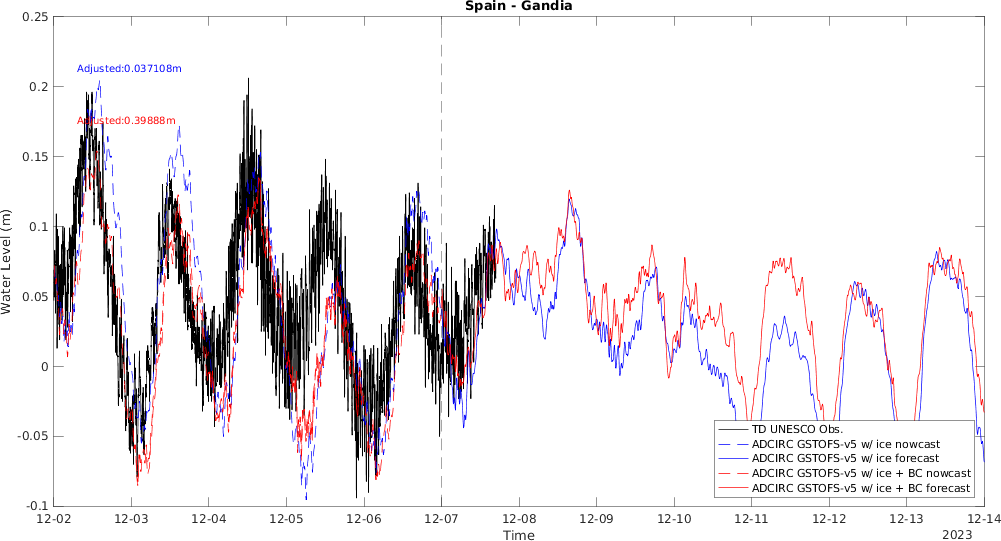 Spain - Gandia
Water Level (m)
0.25
0.2
0.15
0.1
0.05
0
-0.05
-0.1
Adjusted:0.037108m
Adjusted:0.39888m
TD UNESCO Obs.
ADCIRC GSTOFS-v5 w/ ice nowcast
ADCIRC GSTOFS-v5 w/ ice forecast
ADCIRC GSTOFS-v5 w/ ice + BC nowcast
ADCIRC GSTOFS-v5 w/ ice + BC forecast
12-02 12-03 12-04 12-05 12-06 12-07 12-08 12-09 12-10 12-11 12-12 12-13 12-14
Time
2023